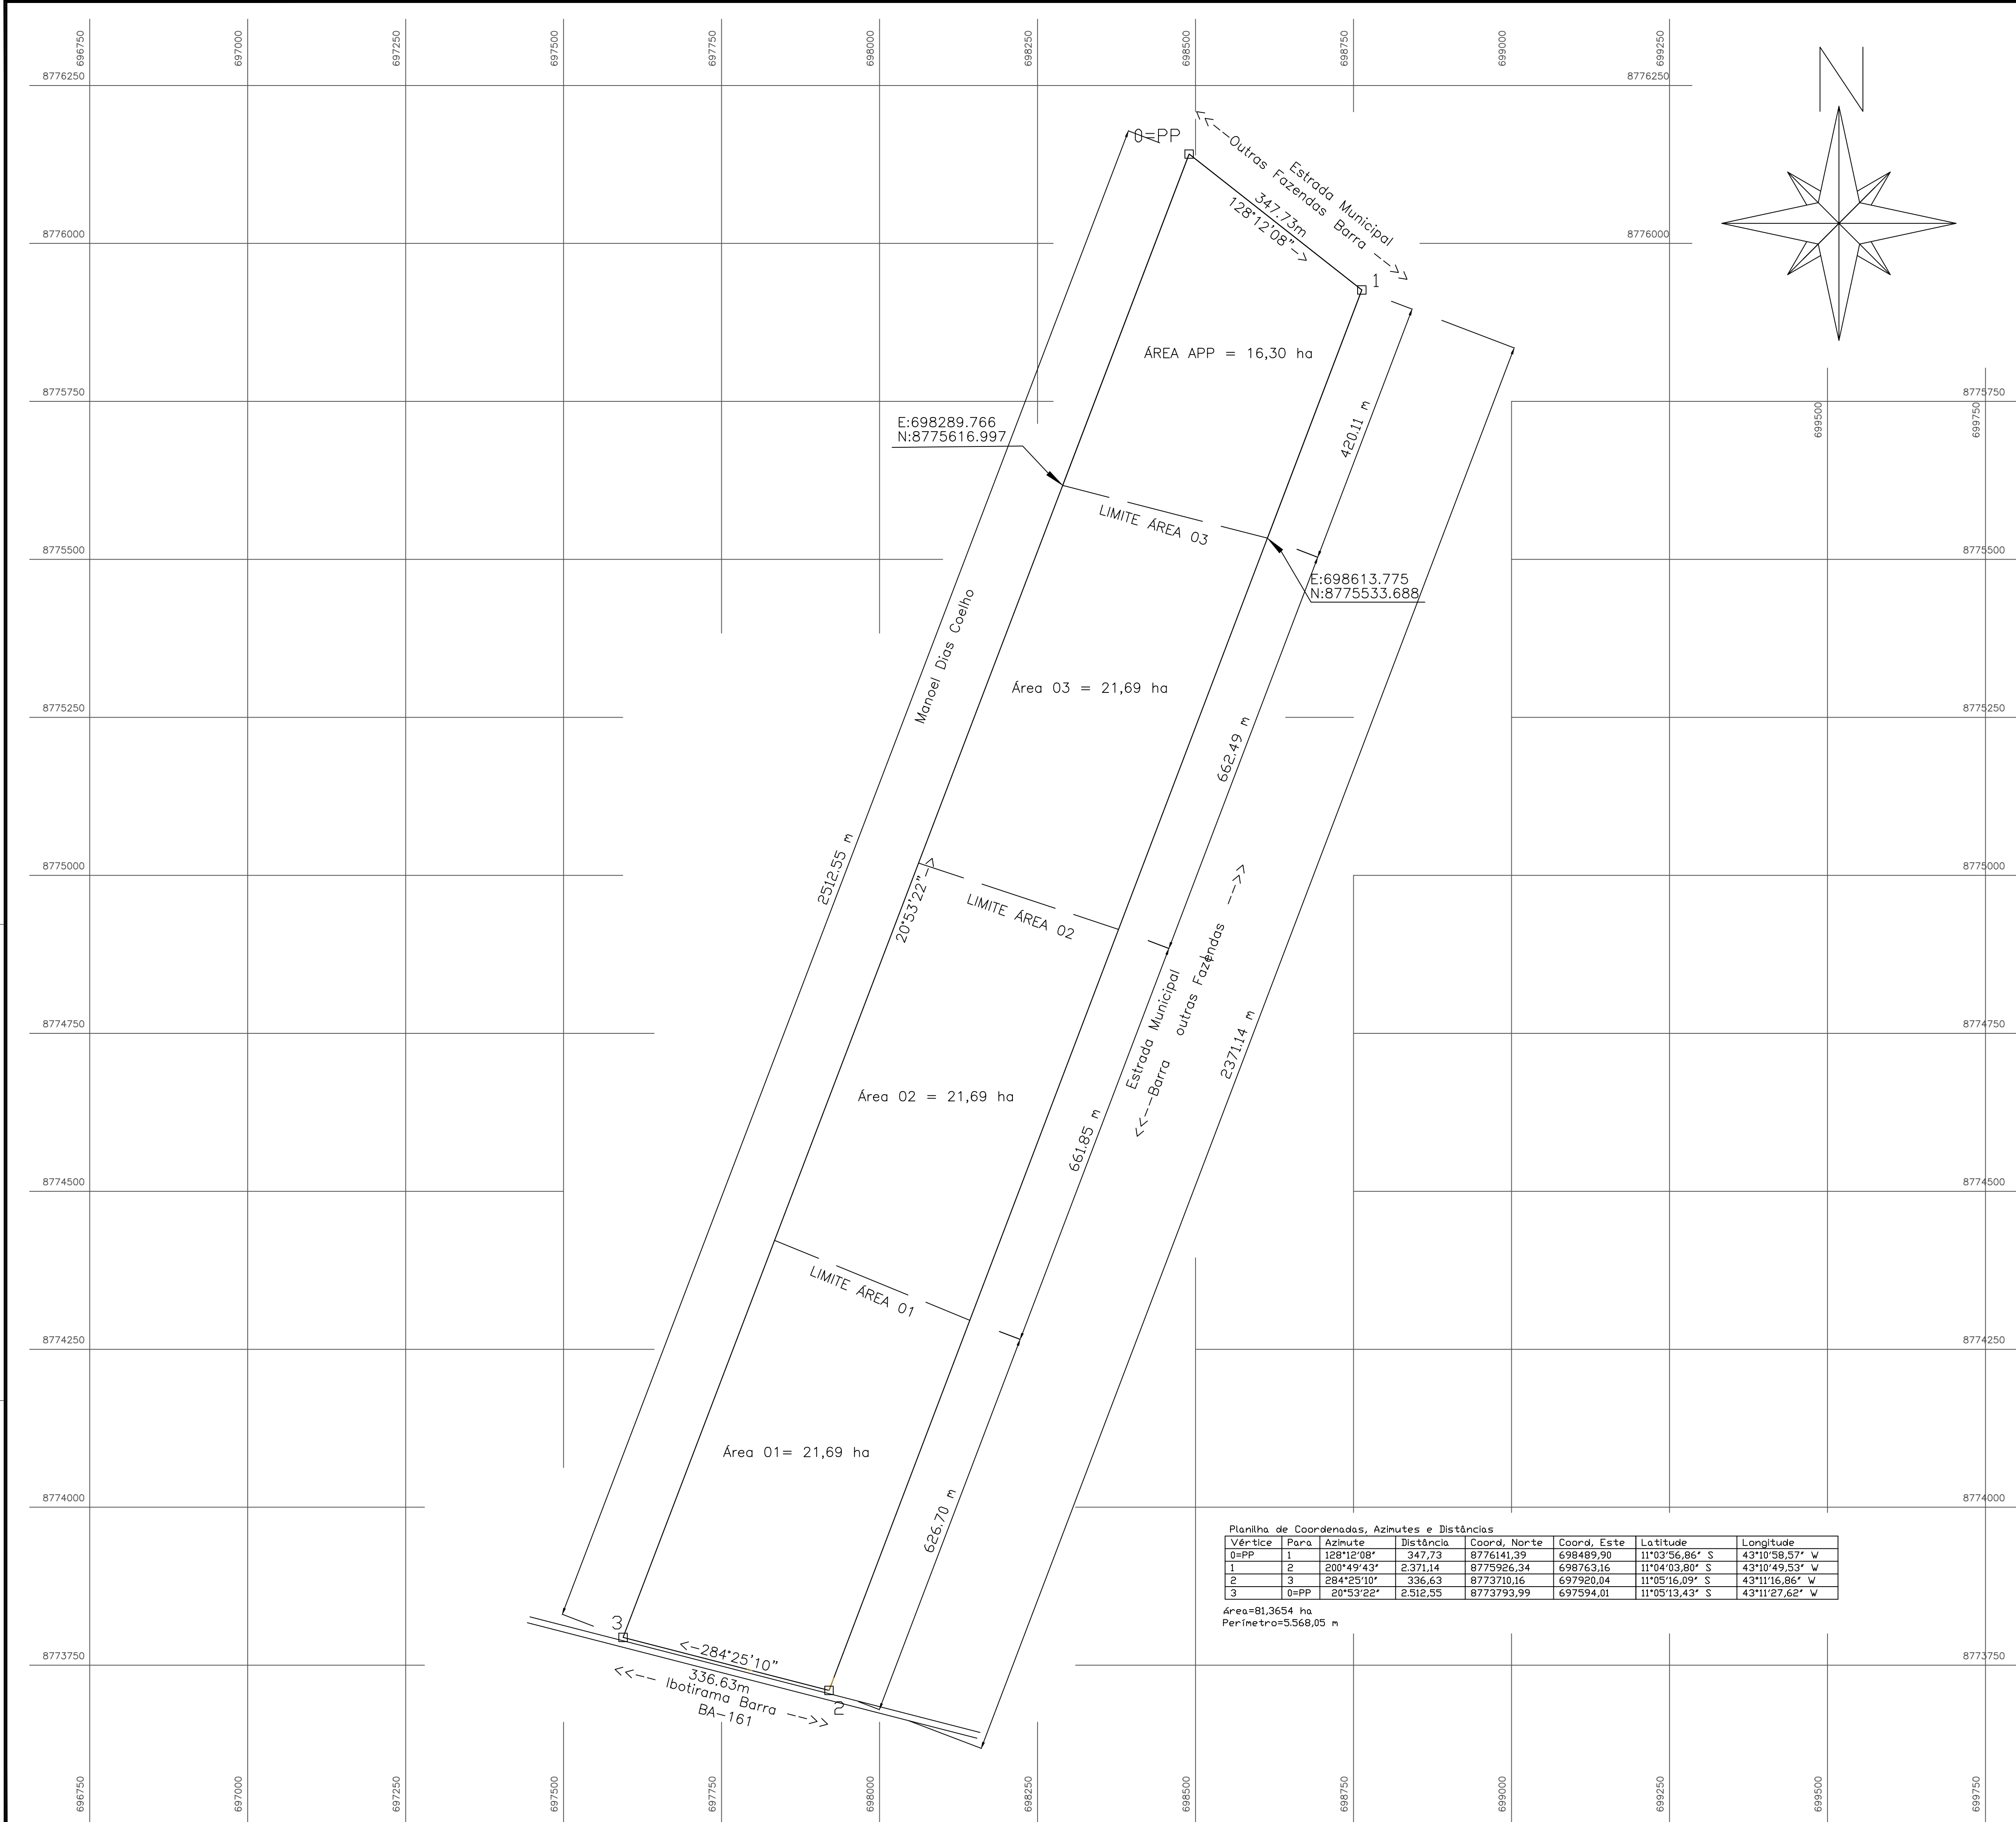 696750 697000 697250 697500 697750 698000 698250 698500 698750 699000 699250
N
8776250 8776250
0=PP
Estrada Municipal
<<---Outras Fazendas Barra --->>
347.73m
128°12'08"-->
8776000 8776000
1
ÁREA APP = 16,30 ha
8775750 8775750
699500 699750
420.11 m
E:698289.766
N:8775616.997
LIMITE ÁREA 03
8775500 8775500
E:698613.775
N:8775533.688
Manoel Dias Coelho
Área 03 = 21,69 ha
8775250 8775250
662.49 m
2512.55 m
8775000 8775000
20°53'22"-->
LIMITE ÁREA 02
Estrada Municipal
<<---Barra outras Fazendas --->>
8774750 8774750
2371.14 m
Área 02 = 21,69 ha
661.85 m
8774500 8774500
LIMITE ÁREA 01
8774250 8774250
Área 01= 21,69 ha
626.70 m
8774000 8774000
Planilha de Coordenadas, Azimutes e Distâncias
Vértice Para Azimute Distância Coord, Norte Coord, Este Latitude Longitude
0=PP 1 128°12'08" 347,73 8776141,39 698489,90 11°03'56,86" S 43°10'58,57" W
1 2 200°49'43" 2.371,14 8775926,34 698763,16 11°04'03,80" S 43°10'49,53" W
2 3 284°25'10" 336,63 8773710,16 697920,04 11°05'16,09" S 43°11'16,86" W
3 0=PP 20°53'22" 2.512,55 8773793,99 697594,01 11°05'13,43" S 43°11'27,62" W
Área=81,3654 ha
Perímetro=5.568,05 m
3
8773750 8773750
<--284°25'10"
336.63m
<<--- Ibotirama Barra --->>
BA-161
2
696750 697000 697250 697500 697750 698000 698250 698500 698750 699000 699250 699500 699750